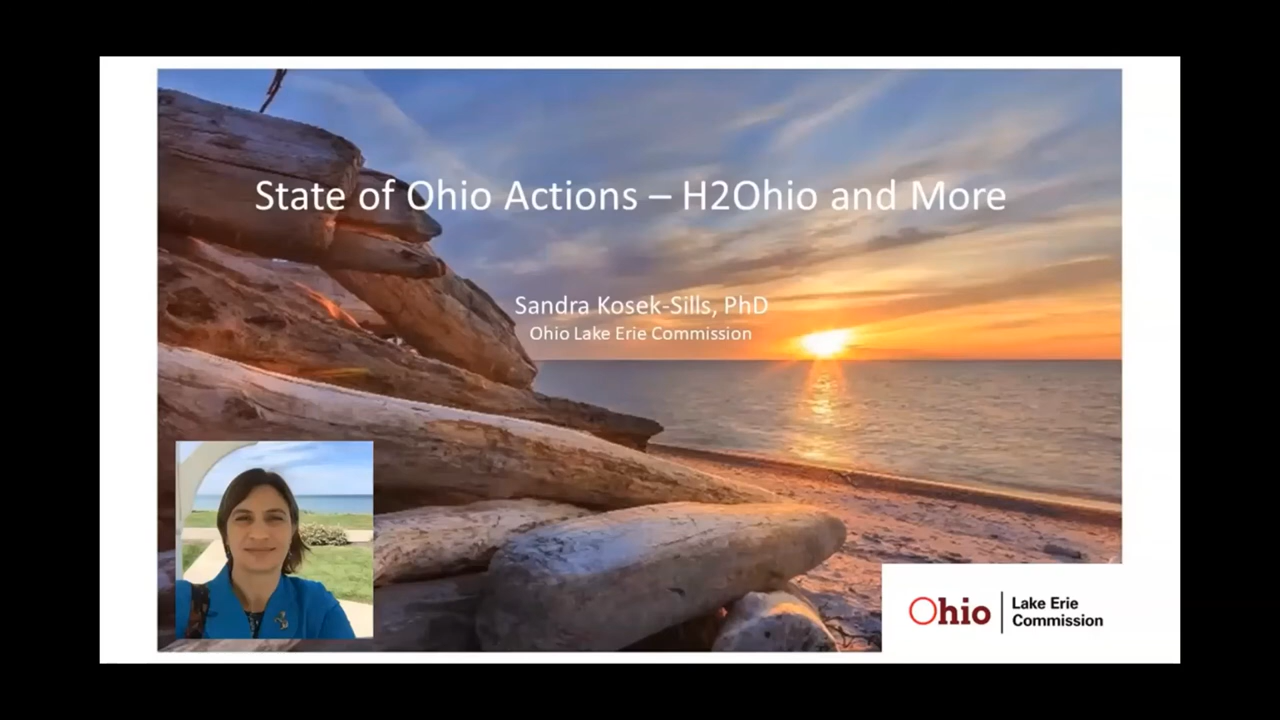 State of Ohio Actions – H2Ohio and More
Sandra Kosek-Sills, PhD
Ohio Lake Erie Commission
Ohio
Lake Erie
Commission